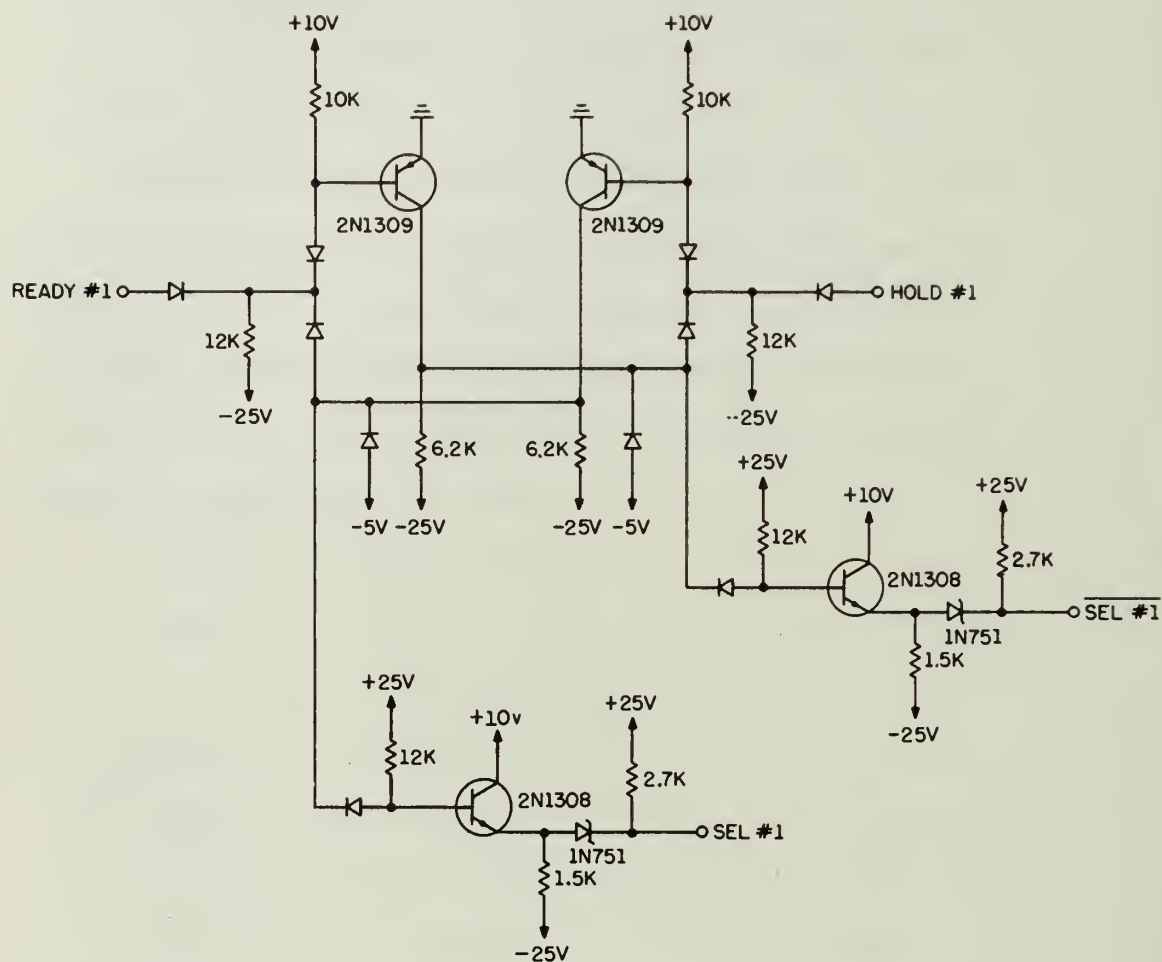 +10V +10V
10K 10K
2N1309 2N1309
READY #1 HOLD #1
12K 12K
-25V --25V
6.2K 6.2K
-5V -25V -25V -5V
+25V +10V +25V
12K 2N1308 2.7K
SEL #1
1N751
1.5K
-25V
+25V +10v +25V
12K 2N1308 2.7K
SEL #1
1N751
1.5K
-25V